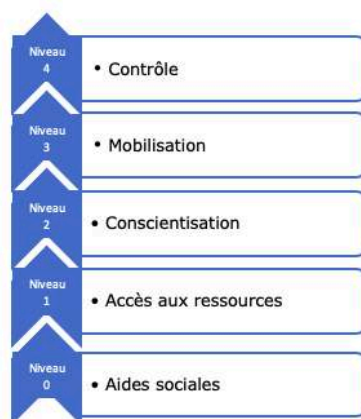 Niveau
4
• Contrôle
Niveau
3
• Mobilisation
Niveau
2
• Conscientisation
Niveau
1
• Accès aux ressources
Niveau
0
• Aides sociales